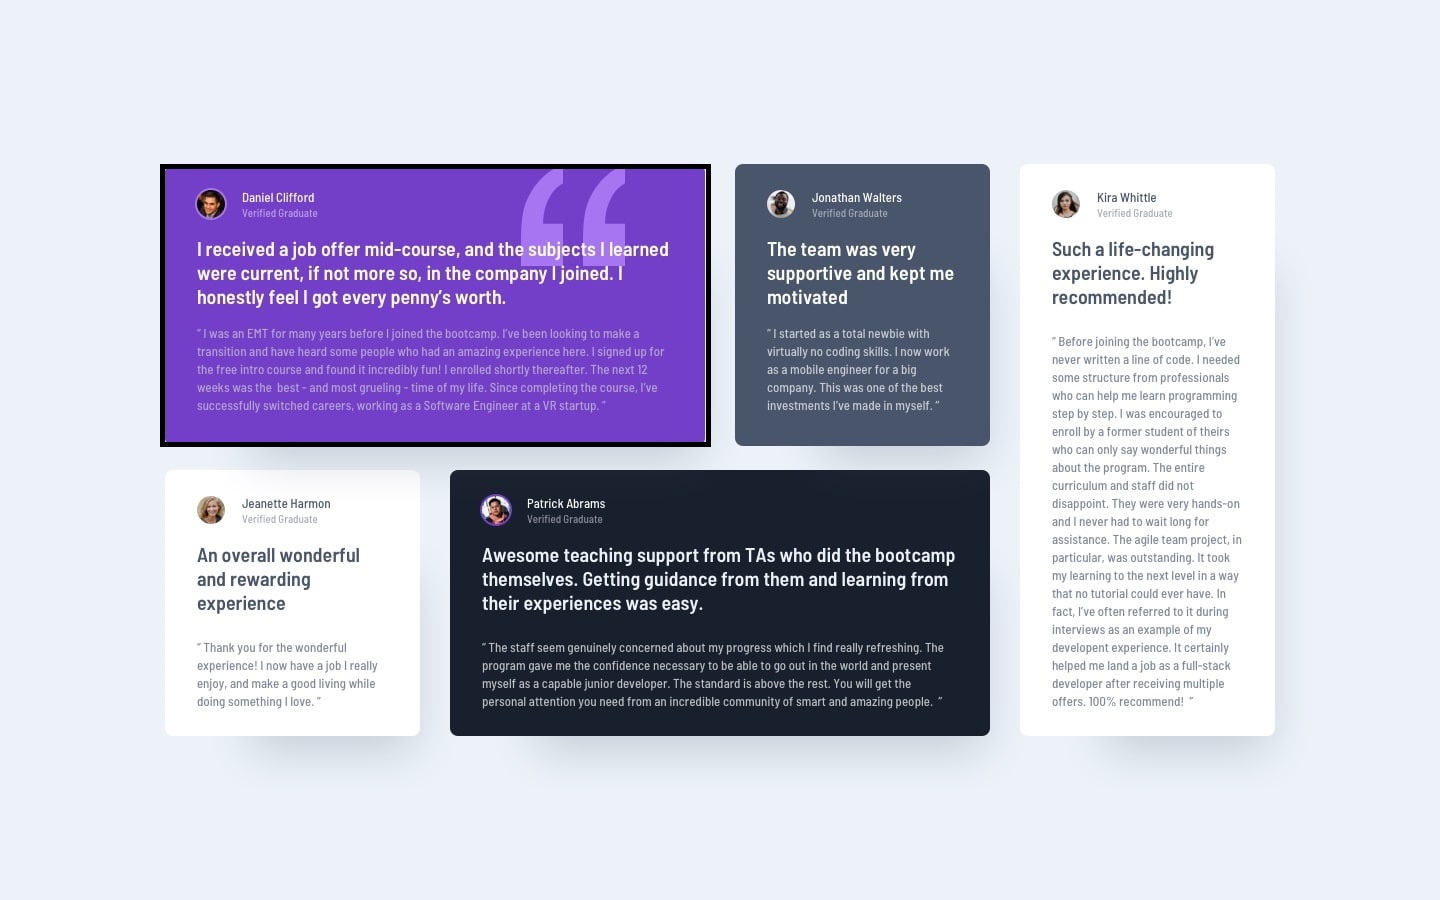 “
Daniel Clifford
Verified Graduate
I received a job offer mid-course, and the subjects I learned
were current, if not more so, in the company I joined. I
honestly feel I got every penny’s worth.
“ I was an EMT for many years before I joined the bootcamp. I’ve been looking to make a
transition and have heard some people who had an amazing experience here. I signed up for
the free intro course and found it incredibly fun! I enrolled shortly thereafter. The next 12
weeks was the  best - and most grueling - time of my life. Since completing the course, I’ve
successfully switched careers, working as a Software Engineer at a VR startup. ”
Jonathan Walters
Verified Graduate
The team was very
supportive and kept me
motivated
“ I started as a total newbie with
virtually no coding skills. I now work
as a mobile engineer for a big
company. This was one of the best
investments I’ve made in myself. ”
Kira Whittle
Verified Graduate
Such a life-changing
experience. Highly
recommended!
“ Before joining the bootcamp, I’ve
never written a line of code. I needed
some structure from professionals
who can help me learn programming
step by step. I was encouraged to
enroll by a former student of theirs
who can only say wonderful things
about the program. The entire
curriculum and staff did not
disappoint. They were very hands-on
and I never had to wait long for
assistance. The agile team project, in
particular, was outstanding. It took
my learning to the next level in a way
that no tutorial could ever have. In
fact, I’ve often referred to it during
interviews as an example of my
developent experience. It certainly
helped me land a job as a full-stack
developer after receiving multiple
offers. 100% recommend!  ”
Jeanette Harmon
Verified Graduate
An overall wonderful
and rewarding
experience
“ Thank you for the wonderful
experience! I now have a job I really
enjoy, and make a good living while
doing something I love. ”
Patrick Abrams
Verified Graduate
Awesome teaching support from TAs who did the bootcamp
themselves. Getting guidance from them and learning from
their experiences was easy.
“ The staff seem genuinely concerned about my progress which I find really refreshing. The
program gave me the confidence necessary to be able to go out in the world and present
myself as a capable junior developer. The standard is above the rest. You will get the
personal attention you need from an incredible community of smart and amazing people.  ”